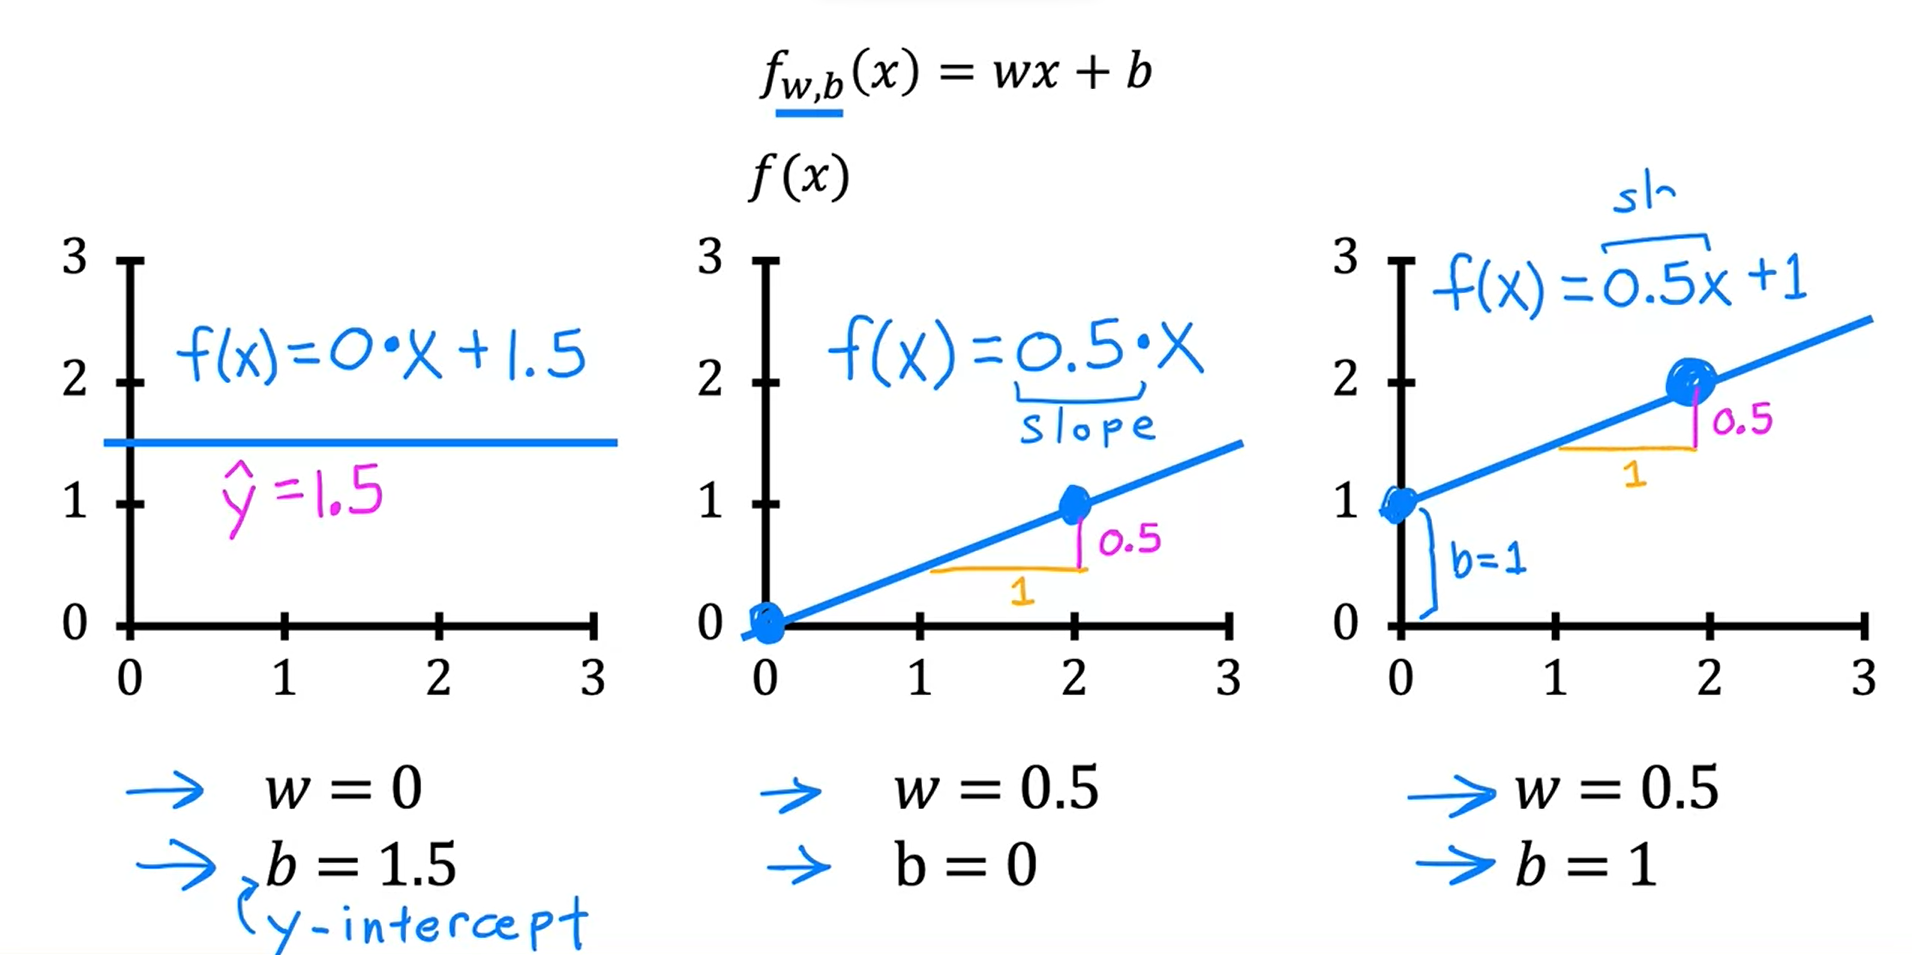 f_{w,b}(x) = wx + b
f(x)
3
2
1
0
0 1 2 3
f(x) = 0 • x + 1.5
ŷ = 1.5
→ w = 0
→ b = 1.5
y-intercept
3
2
1
0
0 1 2 3
f(x) = 0.5 • x
slope
0.5
1
→ w = 0.5
→ b = 0
3
2
1
0
0 1 2 3
f(x) = 0.5x + 1
0.5
1
b = 1
→ w = 0.5
→ b = 1